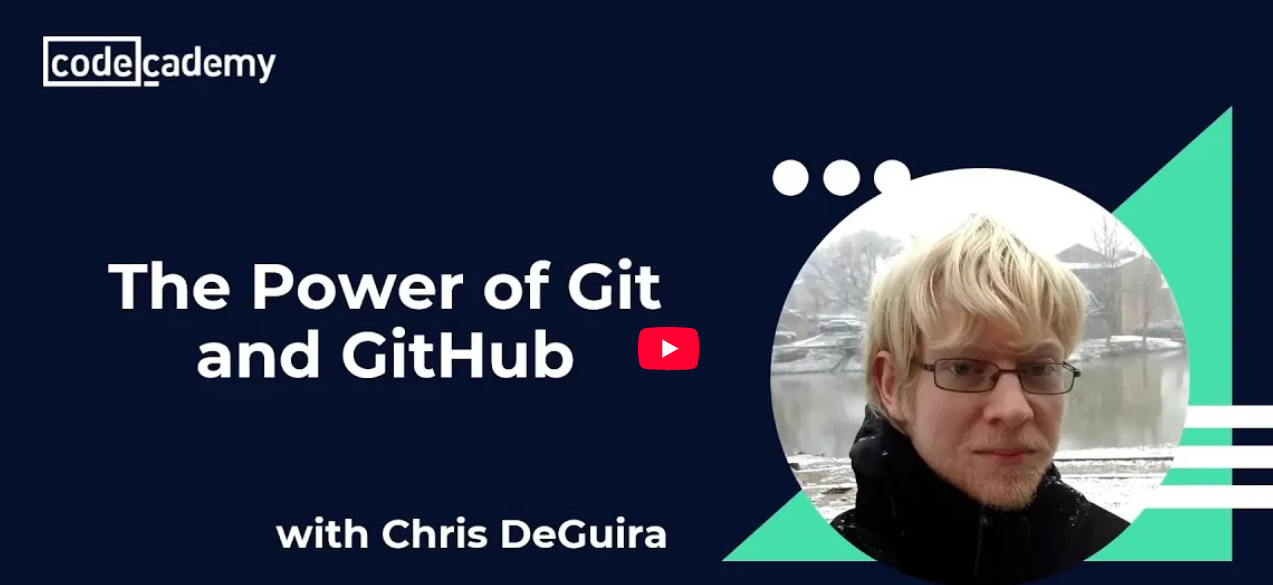 codecademy
The Power of Git
and GitHub
with Chris DeGuira